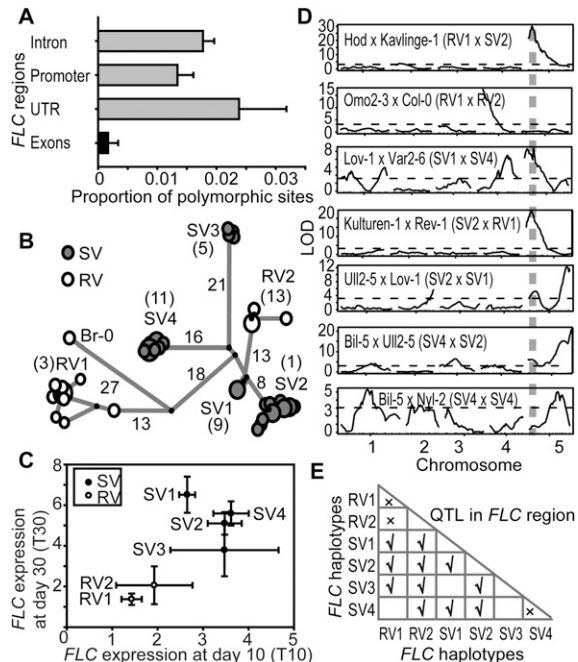 A
FLC regions
Intron
Promoter
UTR
Exons
0 0.01 0.02 0.03
Proportion of polymorphic sites
B
SV
RV
SV3
(5)
RV2
(13)
(11)
SV4
Br-0
(3)RV1
21
16
13
18
8
27
13
(1)
SV2
SV1
(9)
C
SV
RV
SV1
SV4
SV2
SV3
RV2
RV1
FLC expression
at day 30 (T30)
8
6
4
2
0
0 1 2 3 4 5
FLC expression at day 10 (T10)
D
LOD
30
25
20
15
10
5
0
Hod x Kavlinge-1 (RV1 x SV2)
15
10
5
0
Omo2-3 x Col-0 (RV1 x RV2)
8
6
4
2
0
Lov-1 x Var2-6 (SV1 x SV4)
20
10
0
Kulturen-1 x Rev-1 (SV2 x RV1)
12
9
6
3
0
Ull2-5 x Lov-1 (SV2 x SV1)
20
10
0
Bil-5 x Ull2-5 (SV4 x SV2)
5
4
3
2
1
0
Bil-5 x Nyl-2 (SV4 x SV4)
1 2 3 4 5
Chromosome
E
QTL in FLC region
FLC haplotypes
RV1 ×
RV2 ×
SV1 √ √
SV2 √ √ √
SV3 √ √ √
SV4 √ √ √ ×
RV1 RV2 SV1 SV2 SV3 SV4
FLC haplotypes